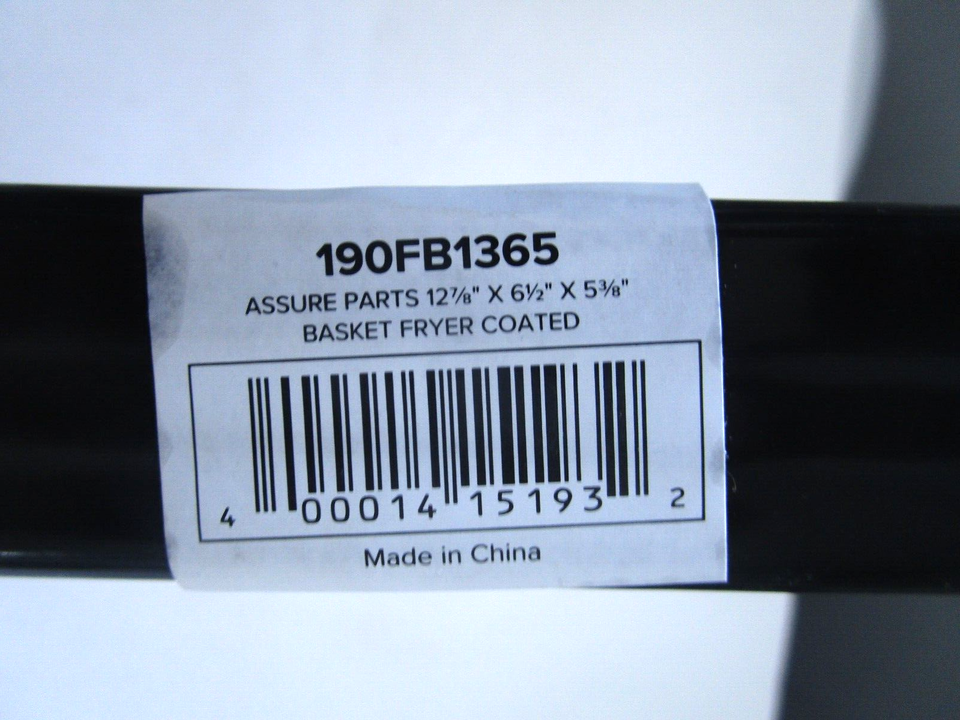 190FB1365
ASSURE PARTS 12⅞" X 6½" X 5⅜"
BASKET FRYER COATED
4 00014 15193 2
Made in China